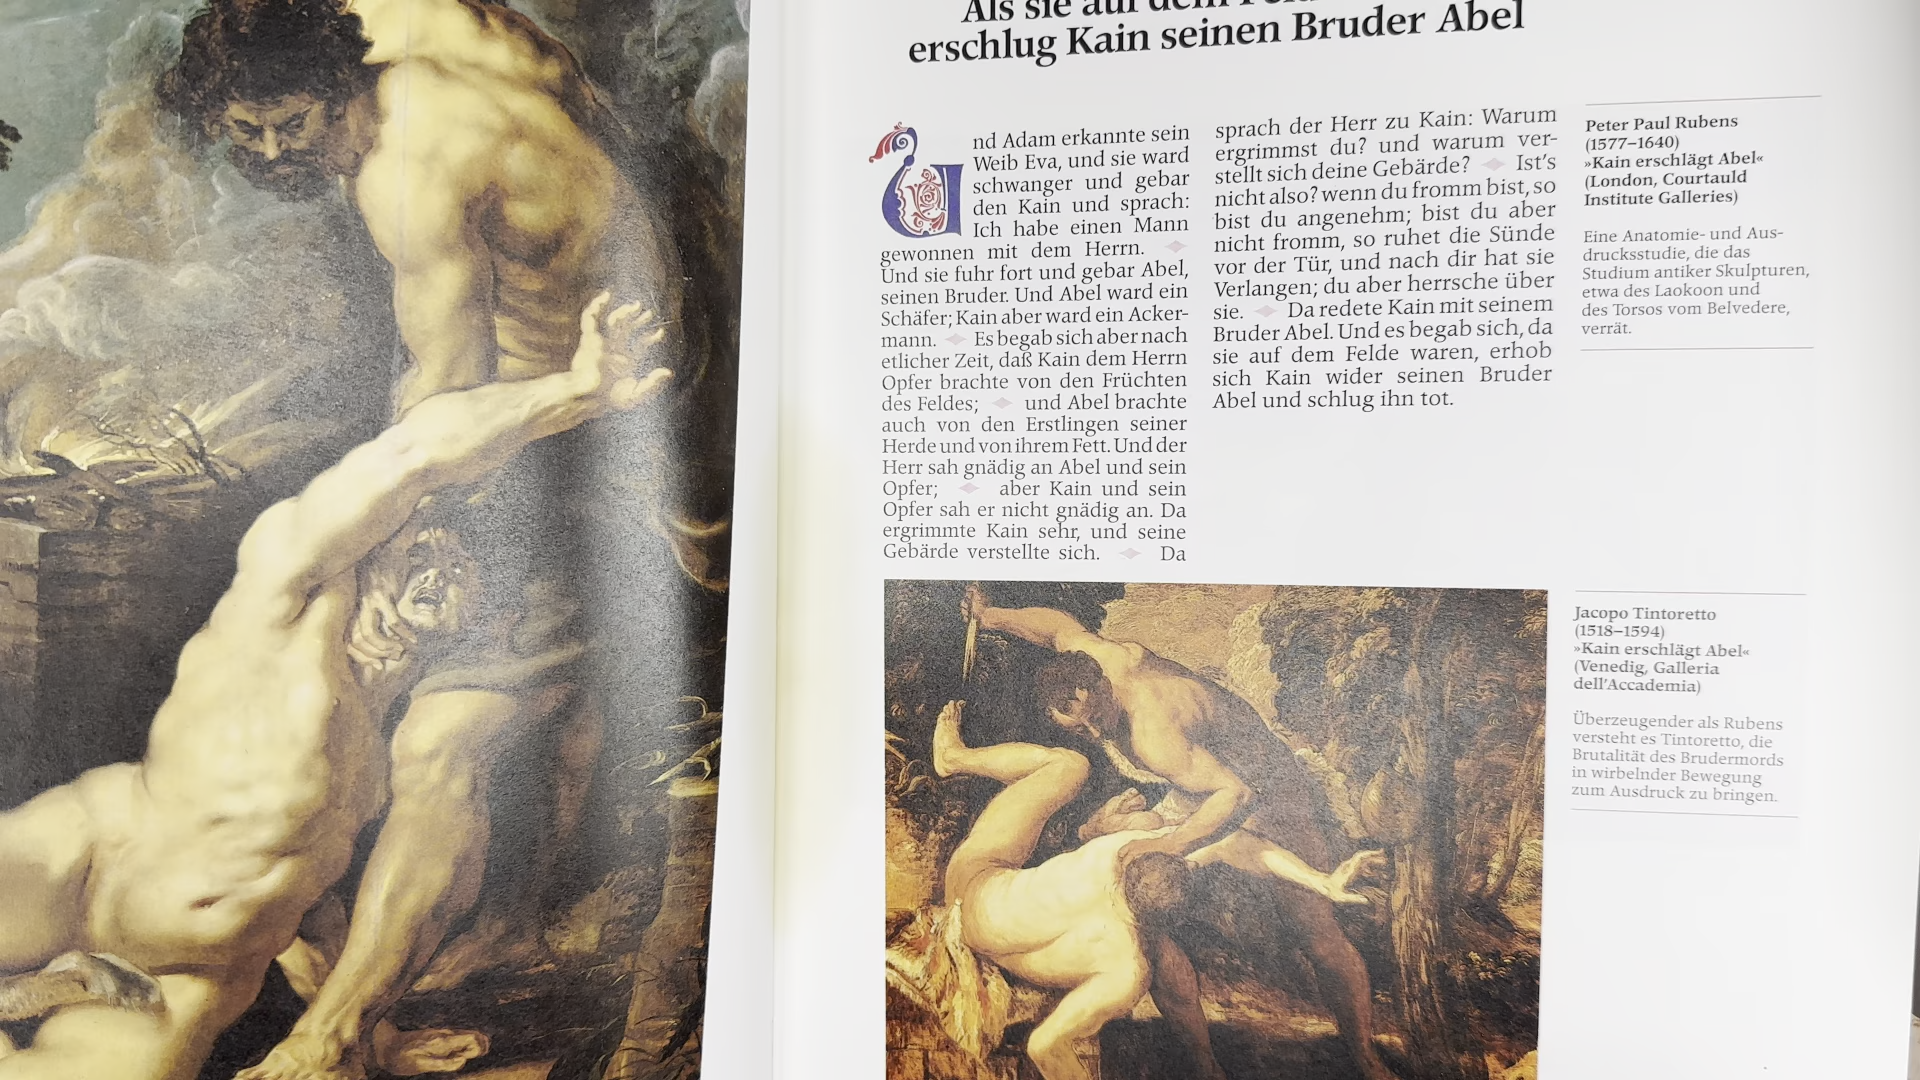 Als sie auf dem
erschlug Kain seinen Bruder Abel
Und Adam erkannte sein
Weib Eva, und sie ward
schwanger und gebar
den Kain und sprach:
Ich habe einen Mann
gewonnen mit dem Herrn.
Und sie fuhr fort und gebar Abel,
seinen Bruder. Und Abel ward ein
Schäfer; Kain aber ward ein Acker-
mann. Es begab sich aber nach
etlicher Zeit, daß Kain dem Herrn
Opfer brachte von den Früchten
des Feldes; und Abel brachte
auch von den Erstlingen seiner
Herde und von ihrem Fett. Und der
Herr sah gnädig an Abel und sein
Opfer; aber Kain und sein
Opfer sah er nicht gnädig an. Da
ergrimmte Kain sehr, und seine
Gebärde verstellte sich. Da
sprach der Herr zu Kain: Warum
ergrimmst du? und warum ver-
stellt sich deine Gebärde? Ist's
nicht also? wenn du fromm bist, so
bist du angenehm; bist du aber
nicht fromm, so ruhet die Sünde
vor der Tür, und nach dir hat sie
Verlangen; du aber herrsche über
sie. Da redete Kain mit seinem
Bruder Abel. Und es begab sich, da
sie auf dem Felde waren, erhob
sich Kain wider seinen Bruder
Abel und schlug ihn tot.
Peter Paul Rubens
(1577–1640)
»Kain erschlägt Abel«
(London, Courtauld
Institute Galleries)
Eine Anatomie- und Aus-
drucksstudie, die das
Studium antiker Skulpturen,
etwa des Laokoon und
des Torsos vom Belvedere,
verrät.
Jacopo Tintoretto
(1518–1594)
»Kain erschlägt Abel«
(Venedig, Galleria
dell'Accademia)
Überzeugender als Rubens
versteht es Tintoretto, die
Brutalität des Brudermords
in wirbelnder Bewegung
zum Ausdruck zu bringen.